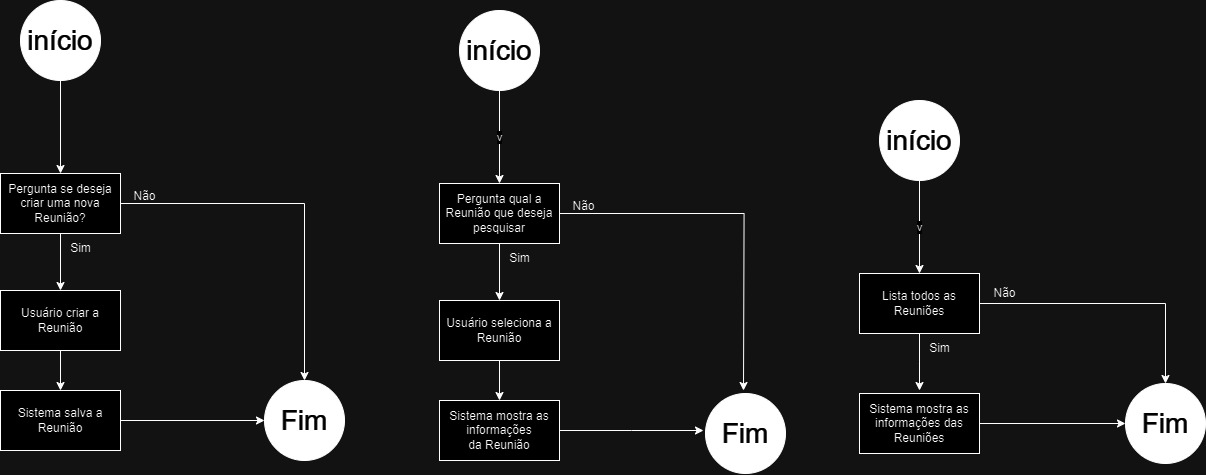 início
Pergunta se deseja
criar uma nova
Reunião?
Não
Sim
Usuário criar a
Reunião
Sistema salva a
Reunião
Fim
início
v
Pergunta qual a
Reunião que deseja
pesquisar
Não
Sim
Usuário seleciona a
Reunião
Sistema mostra as
informações
da Reunião
Fim
início
v
Lista todos as
Reuniões
Não
Sim
Sistema mostra as
informações das
Reuniões
Fim